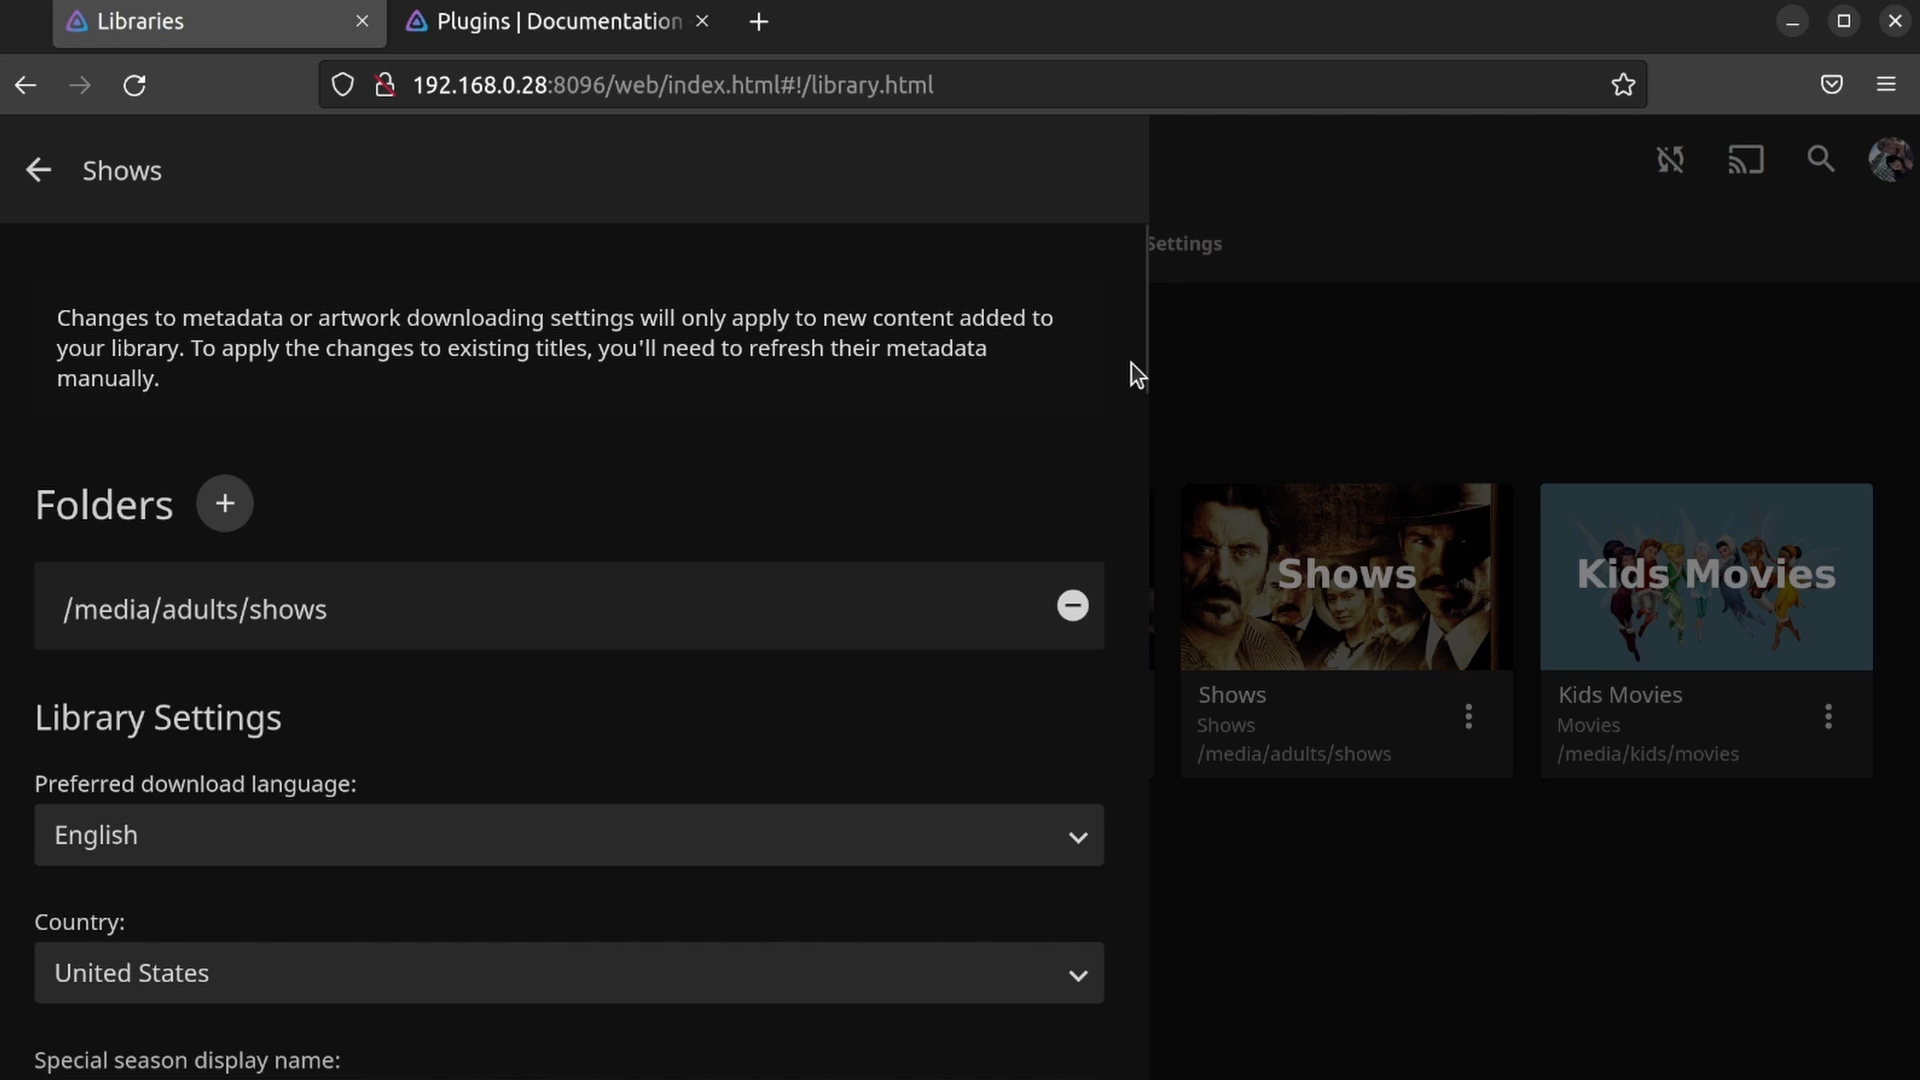 Libraries
Plugins | Documentation
192.168.0.28:8096/web/index.html#!/library.html
Shows
Settings
Changes to metadata or artwork downloading settings will only apply to new content added to
your library. To apply the changes to existing titles, you'll need to refresh their metadata
manually.
Folders
/media/adults/shows
Library Settings
Preferred download language:
English
Country:
United States
Special season display name:
Shows
Shows
Shows
/media/adults/shows
Kids Movies
Kids Movies
Movies
/media/kids/movies